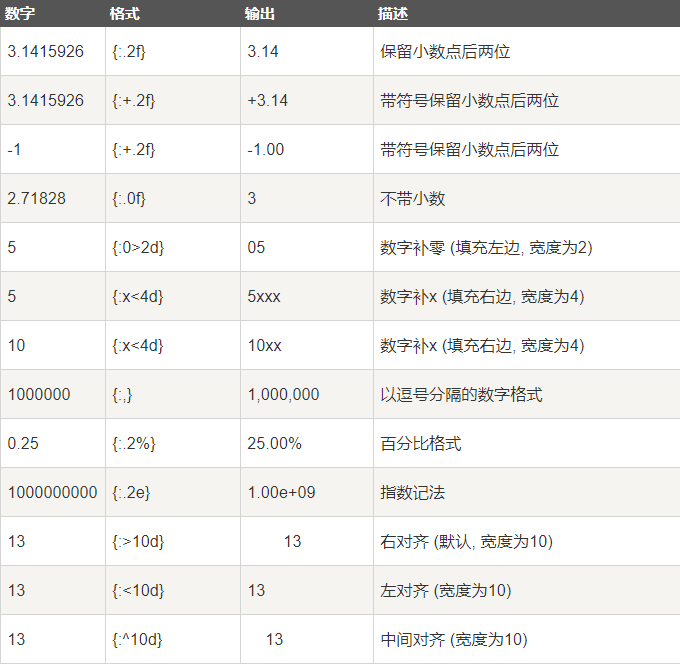 数字 格式 输出 描述
3.1415926 {:.2f} 3.14 保留小数点后两位
3.1415926 {:+.2f} +3.14 带符号保留小数点后两位
-1 {:+.2f} -1.00 带符号保留小数点后两位
2.71828 {:.0f} 3 不带小数
5 {:0>2d} 05 数字补零 (填充左边, 宽度为2)
5 {:x<4d} 5xxx 数字补x (填充右边, 宽度为4)
10 {:x<4d} 10xx 数字补x (填充右边, 宽度为4)
1000000 {:,} 1,000,000 以逗号分隔的数字格式
0.25 {:.2%} 25.00% 百分比格式
1000000000 {:.2e} 1.00e+09 指数记法
13 {:>10d} 13 右对齐 (默认, 宽度为10)
13 {:<10d} 13 左对齐 (宽度为10)
13 {:^10d} 13 中间对齐 (宽度为10)